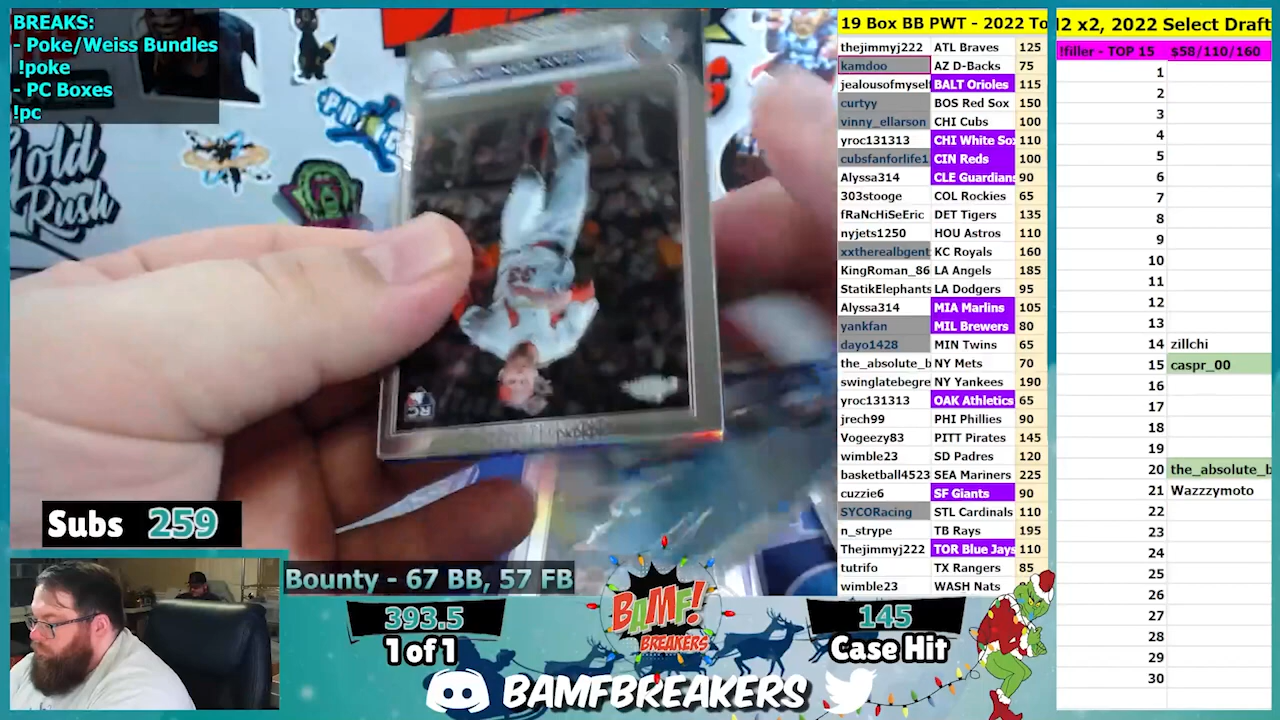 BREAKS:
- Poke/Weiss Bundles
!poke
- PC Boxes
!pc
Gold
Rush
RC
Subs 259
Bounty - 67 BB, 57 FB
393.5
1 of 1
BAMF!
BREAKERS
145
Case Hit
BAMFBREAKERS
19 Box BB PWT - 2022 To
thejimmyj222 ATL Braves 125
kamdoo AZ D-Backs 75
jealousofmysel BALT Orioles 115
curtyy BOS Red Sox 150
vinny_ellarson CHI Cubs 100
yroc131313 CHI White So 110
cubsfanforlife1 CIN Reds 100
Alyssa314 CLE Guardians 90
303stooge COL Rockies 65
fRaNcHiSeEric DET Tigers 135
nyjets1250 HOU Astros 110
xxtherealbgent KC Royals 160
KingRoman_86 LA Angels 185
StatikElephants LA Dodgers 95
Alyssa314 MIA Marlins 105
yankfan MIL Brewers 80
dayo1428 MIN Twins 65
the_absolute_b NY Mets 70
swinglatebegre NY Yankees 190
yroc131313 OAK Athletics 65
jrech99 PHI Phillies 90
Vogeezy83 PITT Pirates 145
wimble23 SD Padres 120
basketball4523 SEA Mariners 225
cuzzie6 SF Giants 90
SYCORacing STL Cardinals 110
n_strype TB Rays 195
Thejimmyj222 TOR Blue Jays 110
tutrifo TX Rangers 85
wimble23 WASH Nats
l2 x2, 2022 Select Draft
!filler - TOP 15 $58/110/160
1
2
3
4
5
6
7
8
9
10
11
12
13
14 zillchi
15 caspr_00
16
17
18
19
20 the_absolute_b
21 Wazzzymoto
22
23
24
25
26
27
28
29
30